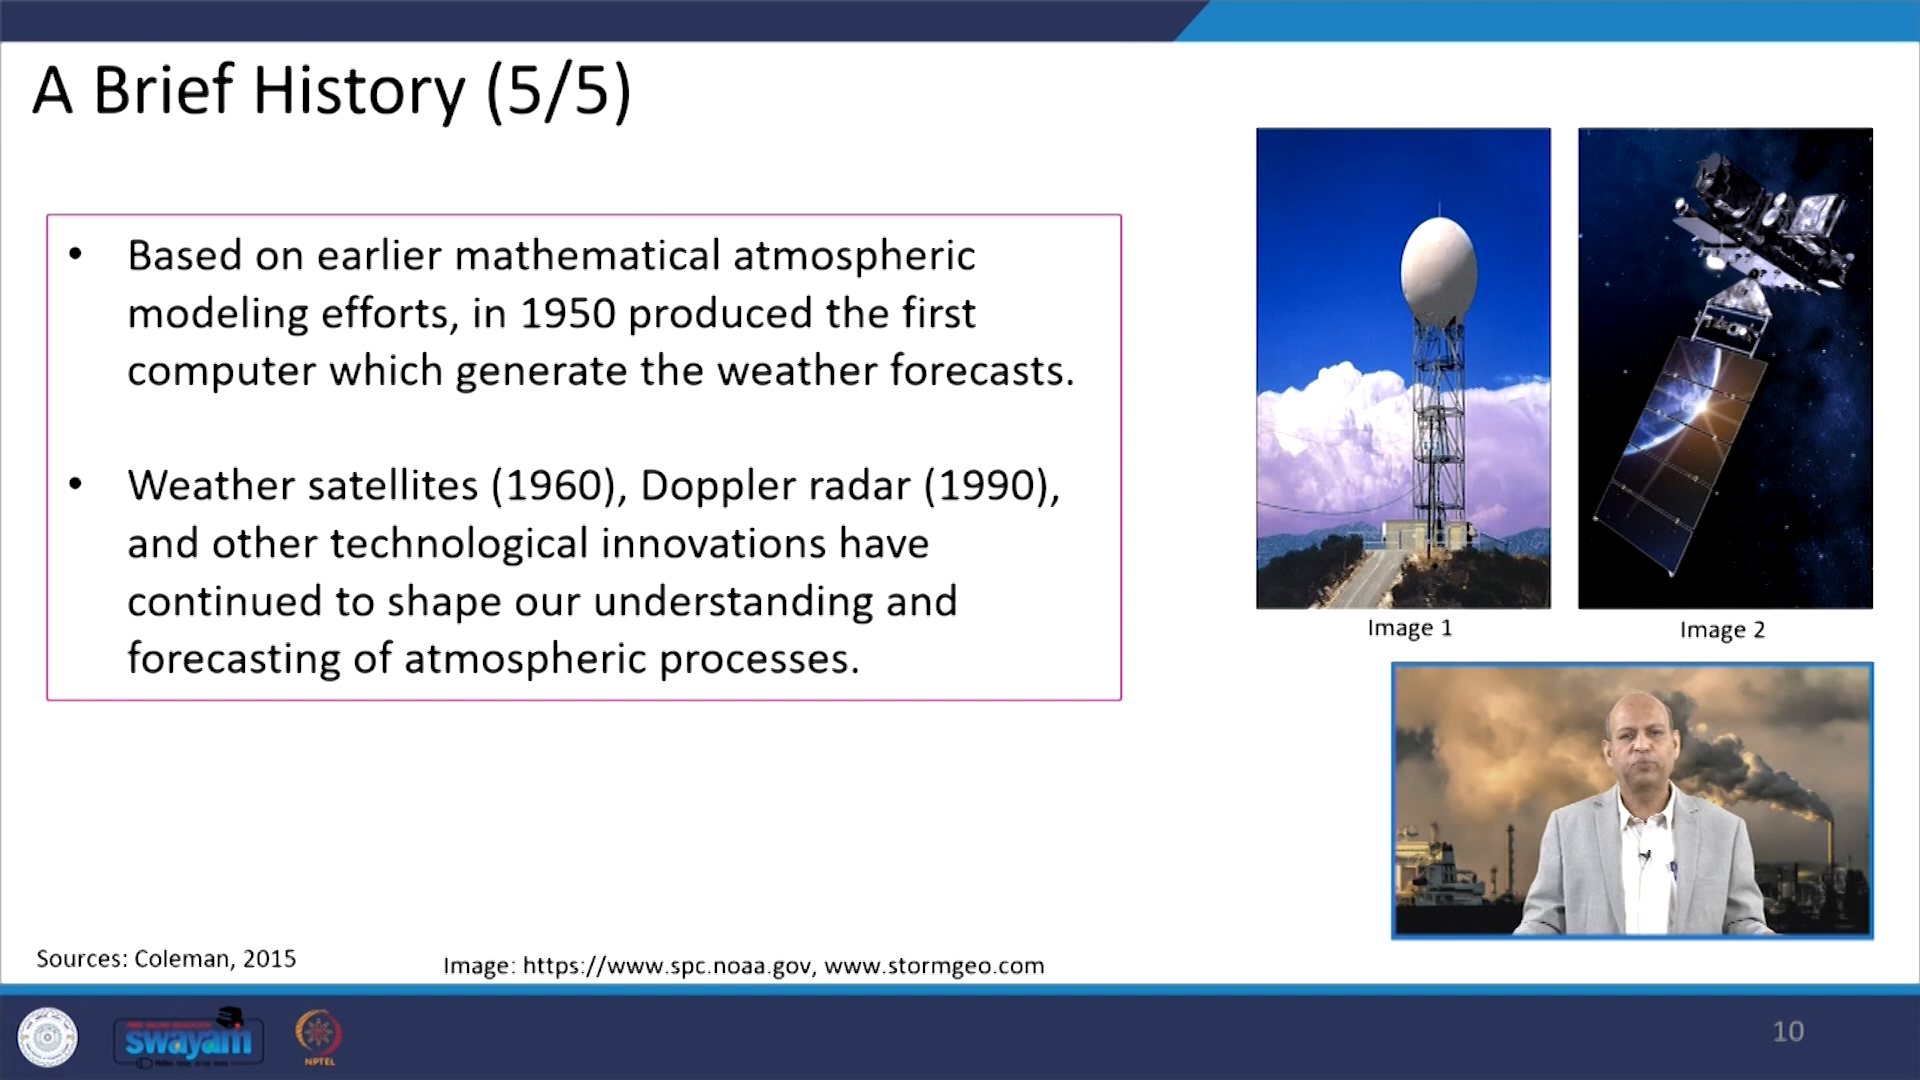 A Brief History (5/5)
• Based on earlier mathematical atmospheric
modeling efforts, in 1950 produced the first
computer which generate the weather forecasts.
• Weather satellites (1960), Doppler radar (1990),
and other technological innovations have
continued to shape our understanding and
forecasting of atmospheric processes.
Image 1
Image 2
Sources: Coleman, 2015
Image: https://www.spc.noaa.gov, www.stormgeo.com
swayam
NPTEL
10